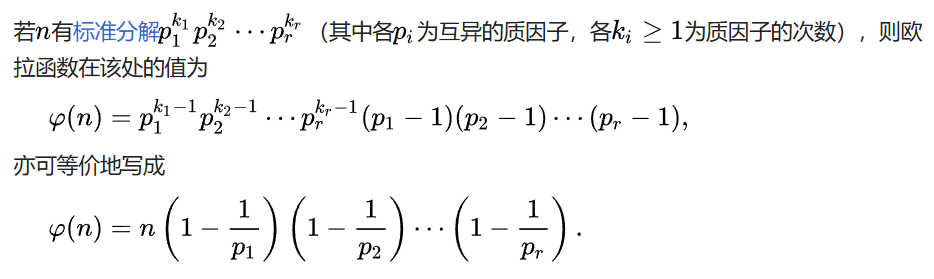 若$n$有标准分解$p_1^{k_1}p_2^{k_2}\cdots p_r^{k_r}$（其中各$p_i$为互异的质因子，各$k_i \geq 1$为质因子的次数），则欧
拉函数在该处的值为
$\varphi(n) = p_1^{k_1-1}p_2^{k_2-1}\cdots p_r^{k_r-1}(p_1-1)(p_2-1)\cdots(p_r-1),$
亦可等价地写成
$\varphi(n) = n\left(1-\frac{1}{p_1}\right)\left(1-\frac{1}{p_2}\right)\cdots\left(1-\frac{1}{p_r}\right).$